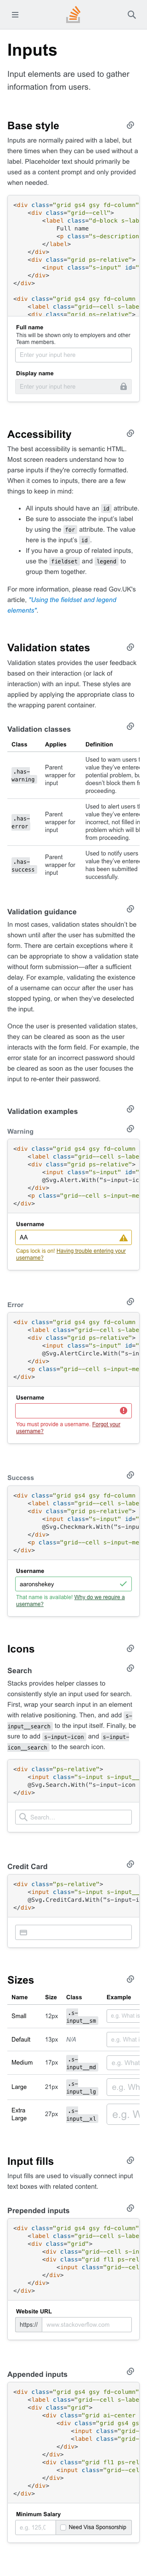 Inputs
Input elements are used to gather
information from users.
Base style
Inputs are normally paired with a label, but
there are times when they can be used without
a label. Placeholder text should primarily be
used as a content prompt and only provided
when needed.
<div class="grid gs4 gsy fd-column"
<div class="grid--cell">
<label class="d-block s-lab
Full name
<p class="s-description
</label>
</div>
<div class="grid ps-relative">
<input class="s-input" id="
</div>
</div>
<div class="grid gs4 gsy fd-column"
<label class="grid--cell s-labe
<div class="grid ps-relative">
Full name
This will be shown only to employers and other
Team members.
Enter your input here
Display name
Enter your input here
Accessibility
The best accessibility is semantic HTML.
Most screen readers understand how to
parse inputs if they're correctly formatted.
When it comes to inputs, there are a few
things to keep in mind:
• All inputs should have an id attribute.
• Be sure to associate the input's label
by using the for attribute. The value
here is the input's id .
• If you have a group of related inputs,
use the fieldset and legend to
group them together.
For more information, please read Gov.UK's
article, "Using the fieldset and legend
elements".
Validation states
Validation states provides the user feedback
based on their interaction (or lack of
interaction) with an input. These styles are
applied by applying the appropriate class to
the wrapping parent container.
Validation classes
Class Applies Definition
.has-
warning
Parent
wrapper for
input
Used to warn users t
value they've entered
potential problem, bu
doesn't block them fr
proceeding.
.has-
error
Parent
wrapper for
input
Used to alert users th
value they've entered
incorrect, not filled in
problem which will bl
from proceeding.
.has-
success
Parent
wrapper for
input
Used to notify users
value they've entered
has been submitted
successfully.
Validation guidance
In most cases, validation states shouldn't be
shown until after the user has submitted the
form. There are certain exceptions where it
can be appropriate to show a validation state
without form submission—after a sufficient
delay. For example, validating the existence
of a username can occur after the user has
stopped typing, or when they've deselected
the input.
Once the user is presented validation states,
they can be cleared as soon as the user
interacts with the form field. For example, the
error state for an incorrect password should
be cleared as soon as the user focuses the
input to re-enter their password.
Validation examples
Warning
<div class="grid gs4 gsy fd-column
<label class="grid--cell s-labe
<div class="grid ps-relative">
<input class="s-input" id="
@Svg.Alert.With("s-input-ic
</div>
<p class="grid--cell s-input-me
</div>
Username
AA
Caps lock is on! Having trouble entering your
username?
Error
<div class="grid gs4 gsy fd-column
<label class="grid--cell s-labe
<div class="grid ps-relative">
<input class="s-input" id="
@Svg.AlertCircle.With("s-in
</div>
<p class="grid--cell s-input-me
</div>
Username
You must provide a username. Forgot your
username?
Success
<div class="grid gs4 gsy fd-column
<label class="grid--cell s-labe
<div class="grid ps-relative">
<input class="s-input" id="
@Svg.Checkmark.With("s-inpu
</div>
<p class="grid--cell s-input-me
</div>
Username
aaronshekey
That name is available! Why do we require a
username?
Icons
Search
Stacks provides helper classes to
consistently style an input used for search.
First, wrap your search input in an element
with relative positioning. Then, and add s-
input__search to the input itself. Finally, be
sure to add s-input-icon and s-input-
icon__search to the search icon.
<div class="ps-relative">
<input class="s-input s-input__
@Svg.Search.With("s-input-icon
</div>
Search…
Credit Card
<div class="ps-relative">
<input class="s-input s-input__
@Svg.CreditCard.With("s-input-i
</div>
Sizes
Name Size Class Example
Small 12px .s-
input__sm
e.g. What is
Default 13px N/A e.g. What i
Medium 17px .s-
input__md
e.g. What
Large 21px .s-
input__lg
e.g. Wh
Extra
Large
27px .s-
input__xl
e.g. W
Input fills
Input fills are used to visually connect input
text boxes with related content.
Prepended inputs
<div class="grid gs4 gsy fd-column"
<label class="grid--cell s-labe
<div class="grid">
<div class="grid--cell s-in
<div class="grid fl1 ps-rel
<input class="grid--cel
</div>
</div>
</div>
Website URL
https:// www.stackoverflow.com
Appended inputs
<div class="grid gs4 gsy fd-column"
<label class="grid--cell s-labe
<div class="grid">
<div class="grid ai-center
<div class="grid gs4 gs
<input class="grid-
<label class="grid-
</div>
</div>
<div class="grid fl1 ps-rel
<input class="grid--cel
</div>
</div>
</div>
Minimum Salary
e.g. 125,0 Need Visa Sponsorship